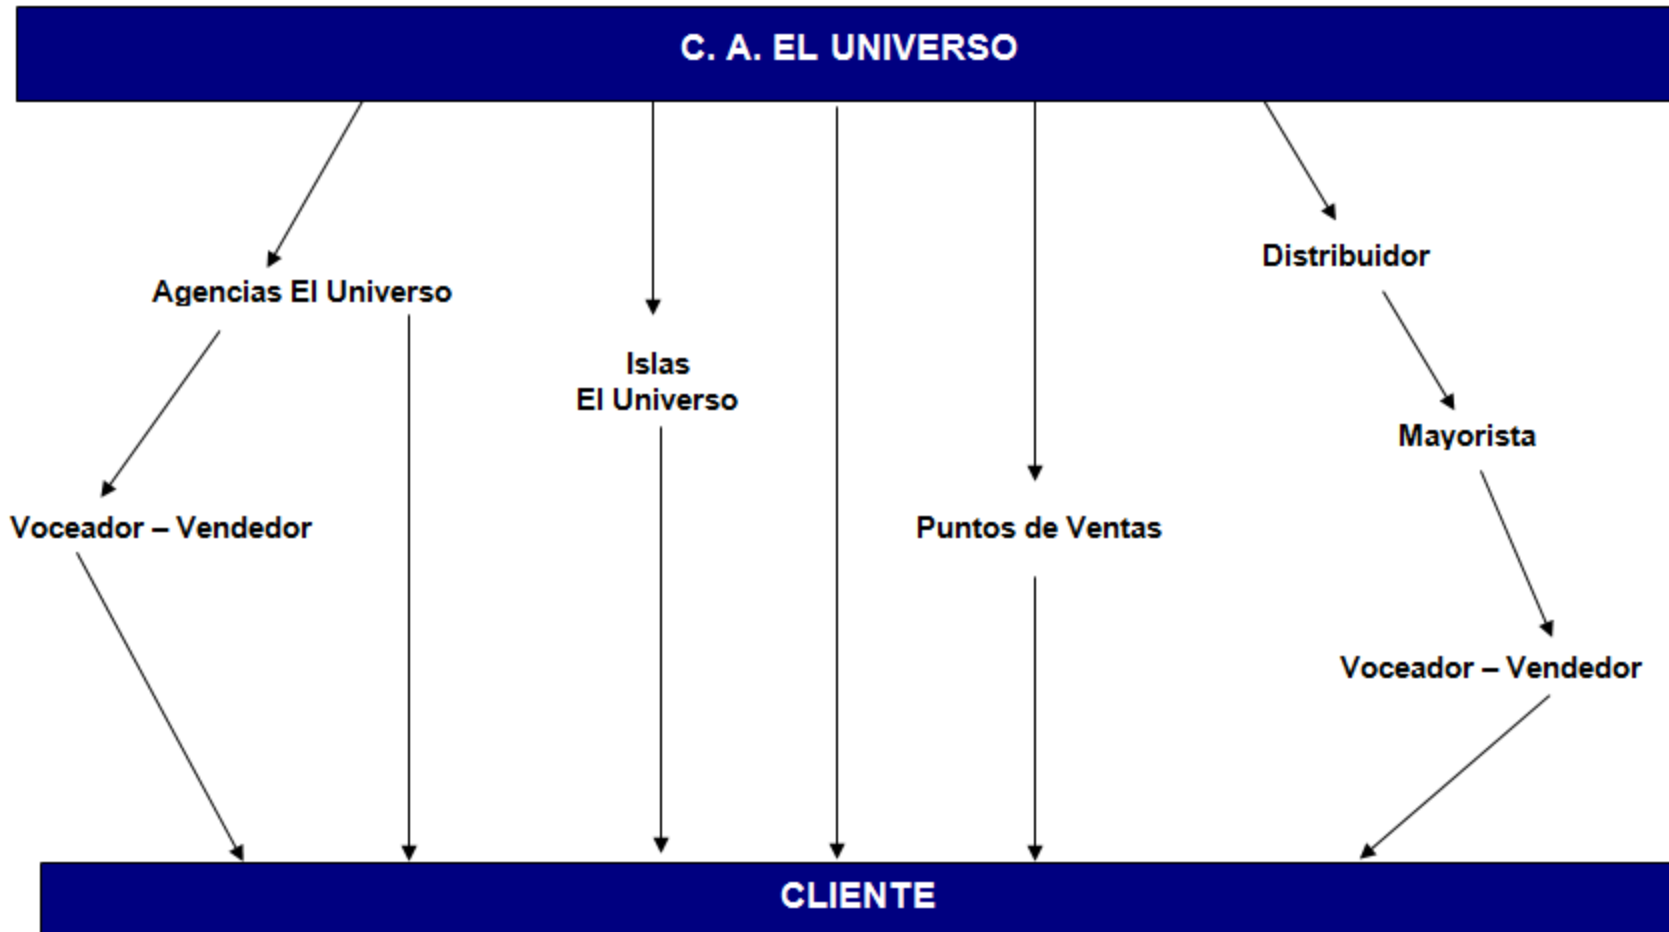 C. A. EL UNIVERSO
Distribuidor
Agencias El Universo
Islas
El Universo
Mayorista
Voceador – Vendedor
Puntos de Ventas
Voceador – Vendedor
CLIENTE